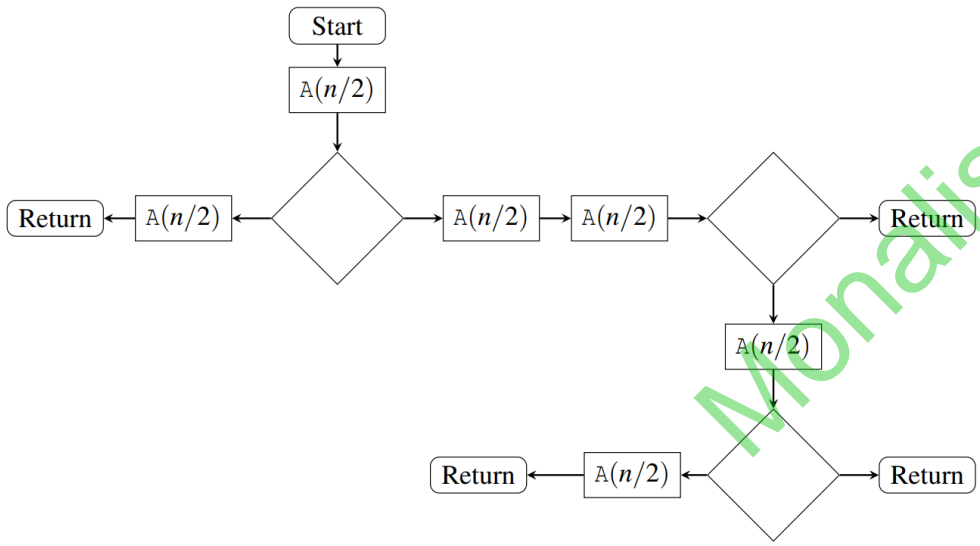 Start
A(n/2)
Return A(n/2) A(n/2) A(n/2) Return
A(n/2)
Return A(n/2) Return
Monalis